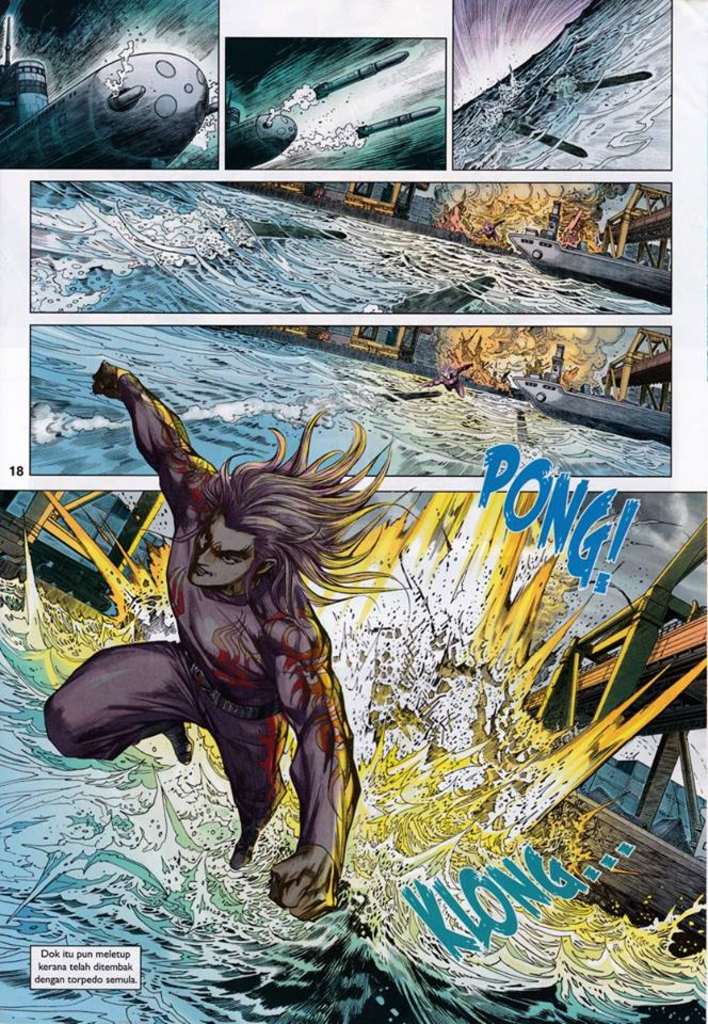 18
PONG!
KLONG...
Dok itu pun meletup
kerana telah ditembak
dengan torpedo semula.